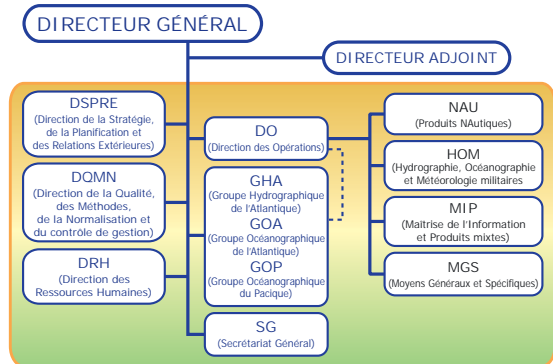 DIRECTEUR GÉNÉRAL
DIRECTEUR ADJOINT
DSPRE
(Direction de la Stratégie,
de la Planification et
des Relations Extérieures)
DQMN
(Direction de la Qualité,
des Méthodes,
de la Normalisation et
du contrôle de gestion)
DRH
(Direction des
Ressources Humaines)
DO
(Direction des Opérations)
GHA
(Groupe Hydrographique
de l'Atlantique)
GOA
(Groupe Océanographique
de l'Atlantique)
GOP
(Groupe Océanographique
du Pacique)
SG
(Secrétariat Général)
NAU
(Produits NAutiques)
HOM
(Hydrographie, Océanographie
et Météorologie militaires
MIP
(Maîtrise de l'Information
et Produits mixtes)
MGS
(Moyens Généraux et Spécifiques)